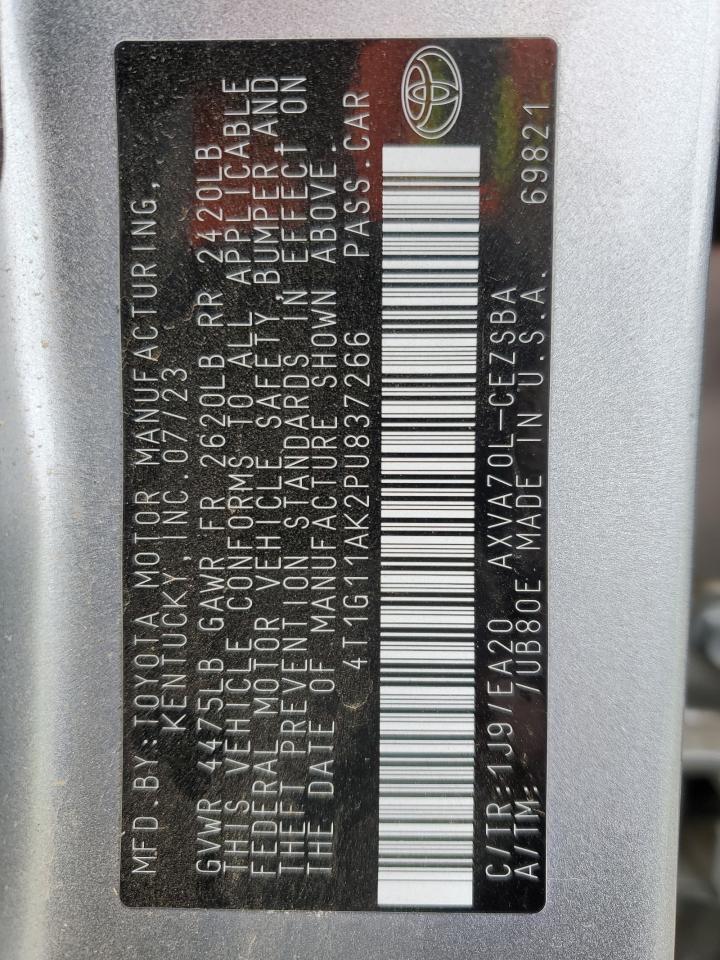 MFD.BY:TOYOTA MOTOR MANUFACTURING,
KENTUCKY,INC.07/23
GVWR 4475LB GAWR FR 2620LB RR 2420LB
THIS VEHICLE CONFORMS TO ALL APPLICABLE
FEDERAL MOTOR VEHICLE SAFETY, BUMPER,AND
THEFT PREVENTION STANDARDS IN EFFECT ON
THE DATE OF MANUFACTURE SHOWN ABOVE.
4T1G11AK2PU837266 PASS.CAR
C/TR:1J9/EA20 AXVA70L-CEZSBA
A/TM: /UB80E MADE IN U.S.A. 69821